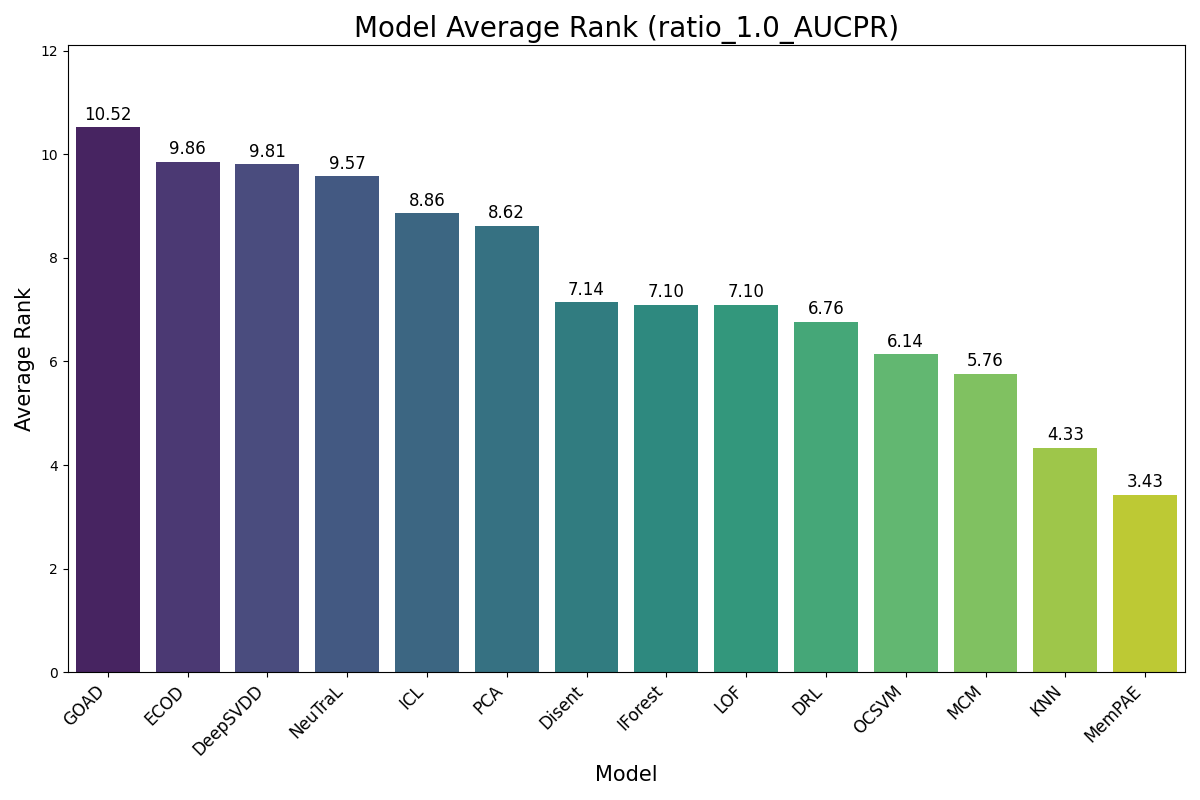 Model Average Rank (ratio_1.0_AUCPR)
12
10
8
6
4
2
0
Average Rank
10.52
9.86
9.81
9.57
8.86
8.62
7.14
7.10
7.10
6.76
6.14
5.76
4.33
3.43
GOAD
ECOD
DeepSVDD
NeuTraL
ICL
PCA
Disent
IForest
LOF
DRL
OCSVM
MCM
KNN
MemPAE
Model